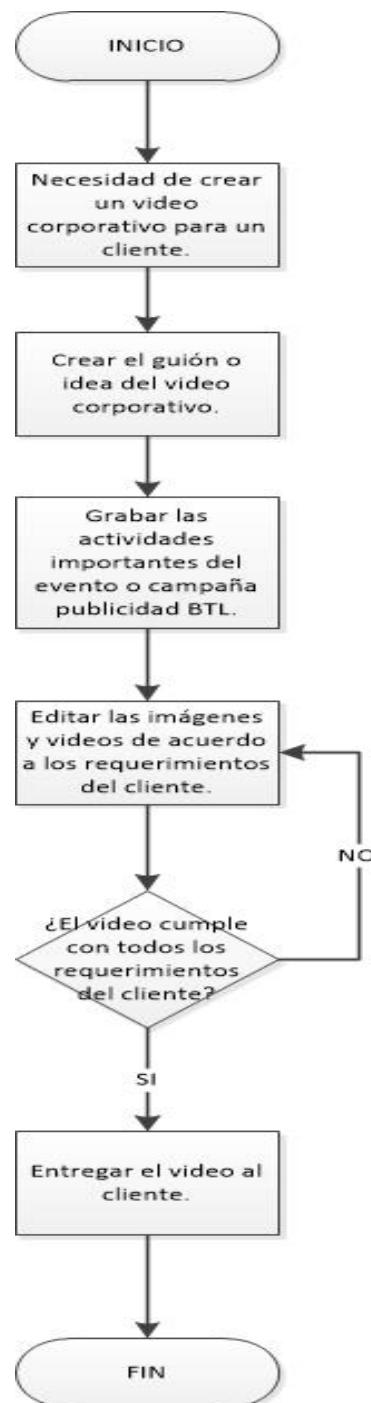 INICIO
Necesidad de crear
un video
corporativo para un
cliente.
Crear el guión o
idea del video
corporativo.
Grabar las
actividades
importantes del
evento o campaña
publicidad BTL.
Editar las imágenes
y videos de acuerdo
a los requerimientos
del cliente.
NO
¿El video cumple
con todos los
requerimientos
del cliente?
SI
Entregar el video al
cliente.
FIN